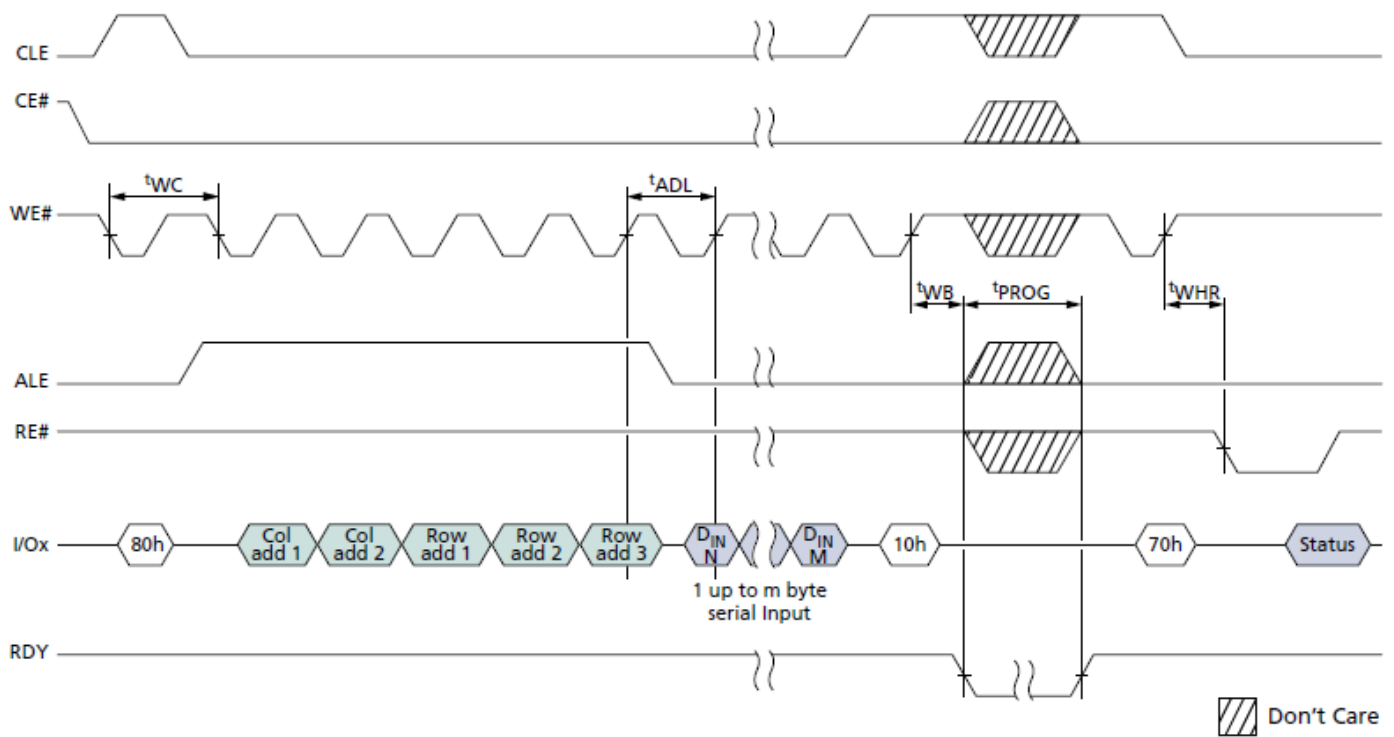 CLE
CE#
tWC
tADL
WE#
tWB
tPROG
tWHR
ALE
RE#
I/Ox
80h
Col
add 1
Col
add 2
Row
add 1
Row
add 2
Row
add 3
DIN
N
DIN
M
10h
70h
Status
1 up to m byte
serial Input
RDY
Don't Care